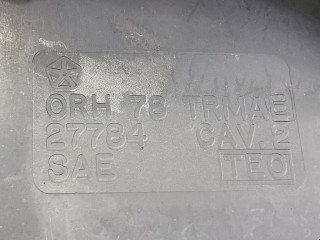 ORH 78 TRMAE
27784 CAV. 2
SAE TEO